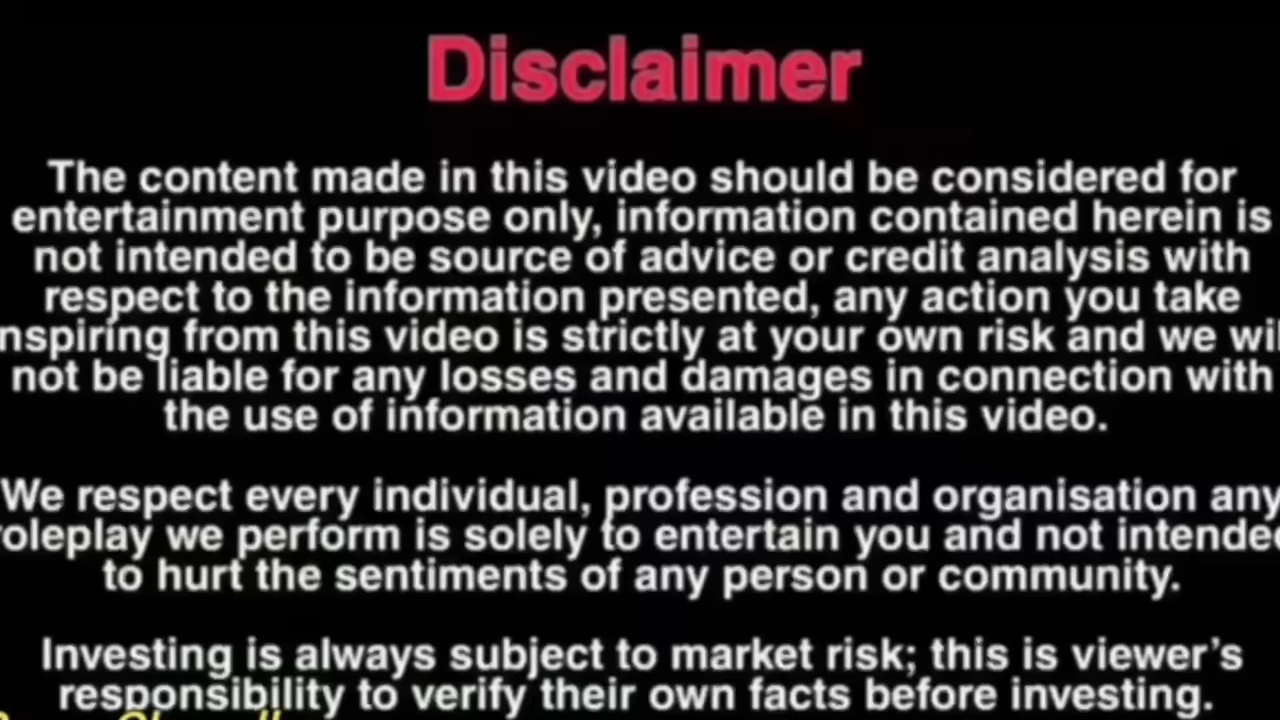 Disclaimer
The content made in this video should be considered for
entertainment purpose only, information contained herein is
not intended to be source of advice or credit analysis with
respect to the information presented, any action you take
nspiring from this video is strictly at your own risk and we wi
not be liable for any losses and damages in connection with
the use of information available in this video.
We respect every individual, profession and organisation any
oleplay we perform is solely to entertain you and not intende
to hurt the sentiments of any person or community.
Investing is always subject to market risk; this is viewer's
responsibility to verify their own facts before investing.